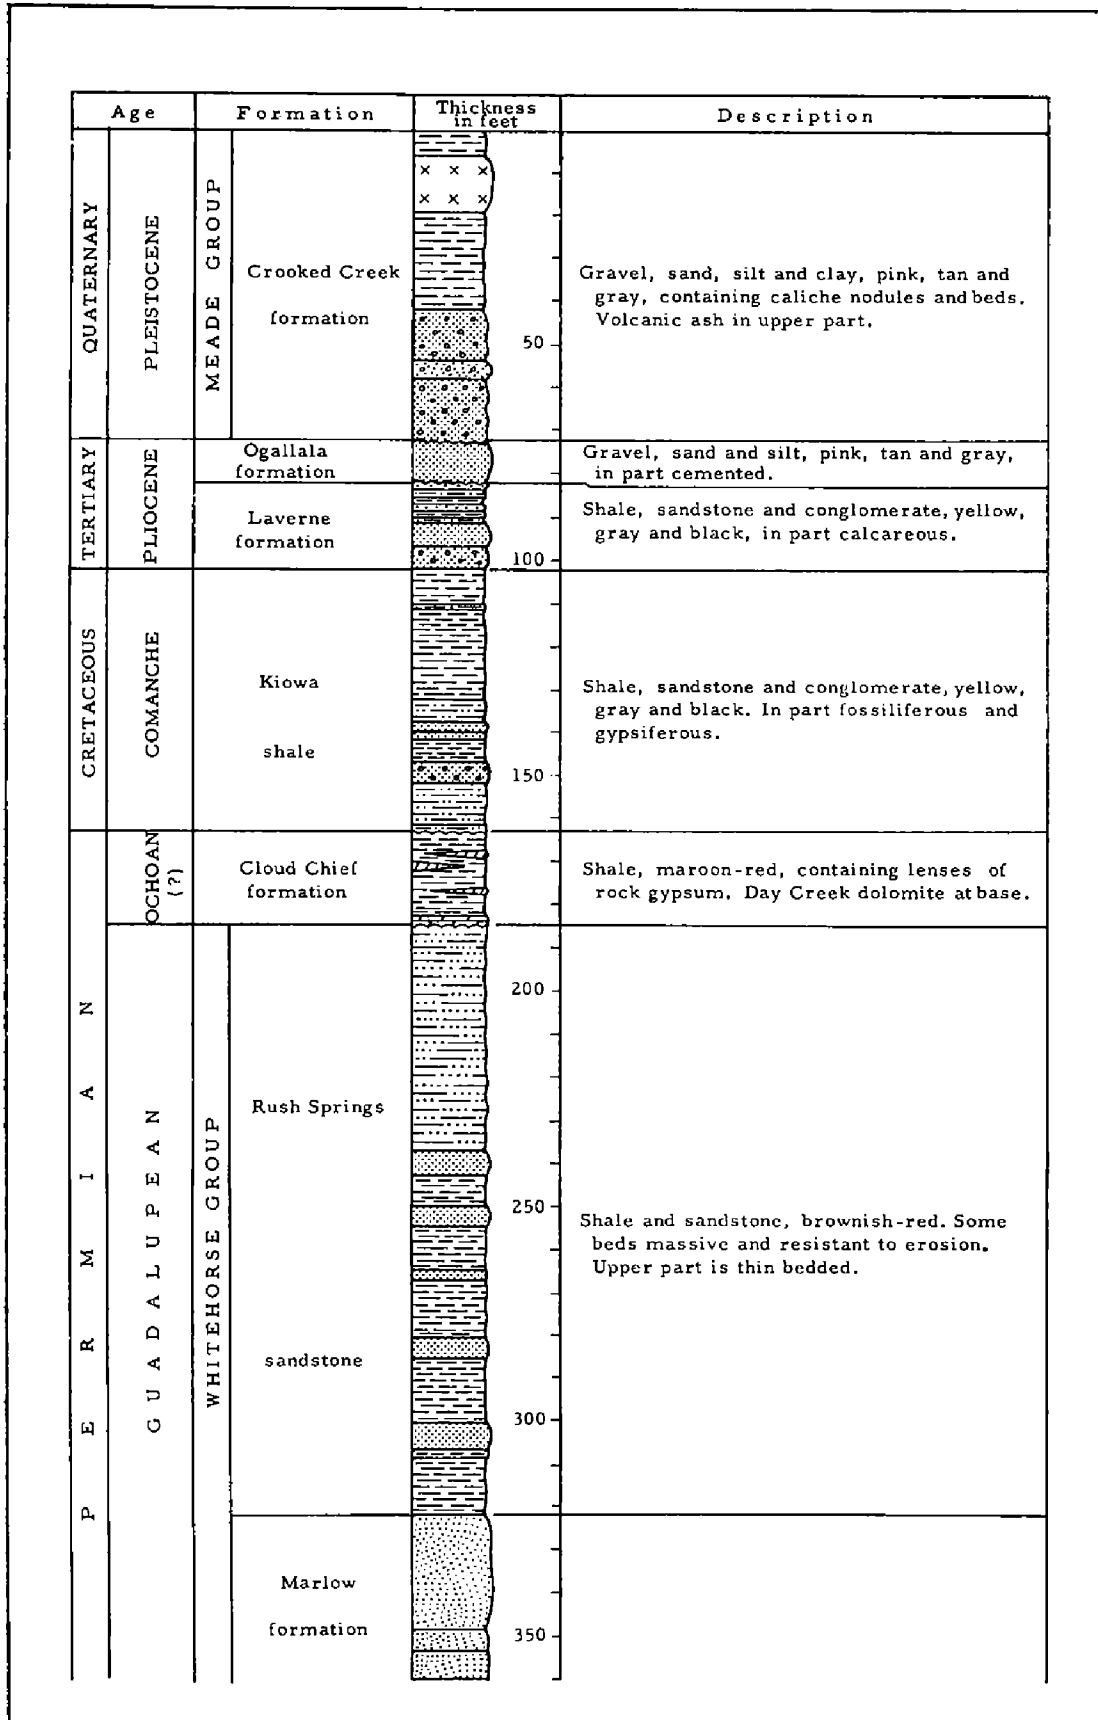 Age
Formation
Thickness
in feet
Description
QUATERNARY
PLEISTOCENE
MEADE GROUP
Crooked Creek
formation
x x x
x x x
50
Gravel, sand, silt and clay, pink, tan and
gray, containing caliche nodules and beds.
Volcanic ash in upper part.
TERTIARY
PLIOCENE
Ogallala
formation
Gravel, sand and silt, pink, tan and gray,
in part cemented.
Laverne
formation
100
Shale, sandstone and conglomerate, yellow,
gray and black, in part calcareous.
CRETACEOUS
COMANCHE
Kiowa
shale
150
Shale, sandstone and conglomerate, yellow,
gray and black. In part fossiliferous and
gypsiferous.
PERMIAN
OCHOAN
(?)
Cloud Chief
formation
Shale, maroon-red, containing lenses of
rock gypsum. Day Creek dolomite at base.
GUADALUPEAN
WHITEHORSE GROUP
Rush Springs
sandstone
200
250
300
Shale and sandstone, brownish-red. Some
beds massive and resistant to erosion.
Upper part is thin bedded.
Marlow
formation
350